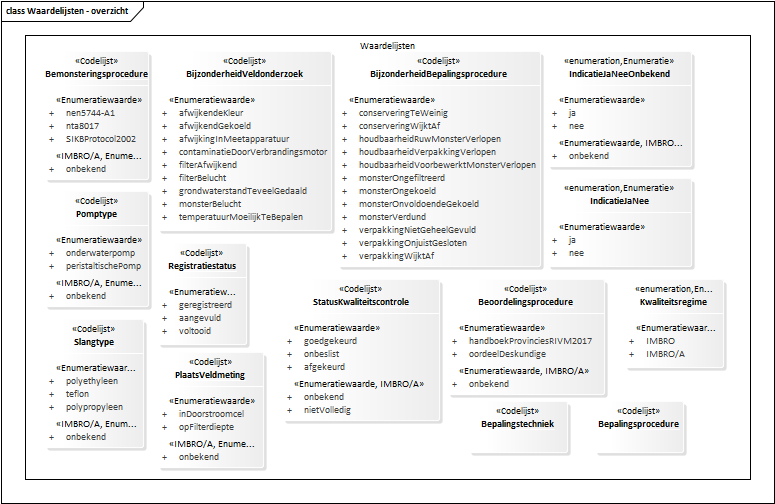 class Waardelijsten - overzicht
Waardelijsten
«Codelijst»
Bemonsteringsprocedure
«Enumeratiewaarde»
+ nen5744-A1
+ nta8017
+ SIKBProtocol2002
«IMBRO/A, Enume...
+ onbekend
«Codelijst»
BijzonderheidVeldonderzoek
«Enumeratiewaarde»
+ afwijkendeKleur
+ afwijkendGekoeld
+ afwijkingInMeetapparatuur
+ contaminatieDoorVerbrandingsmotor
+ filterAfwijkend
+ filterBelucht
+ grondwaterstandTeveelGedaald
+ monsterBelucht
+ temperatuurMoeilijkTeBepalen
«Codelijst»
BijzonderheidBepalingsprocedure
«Enumeratiewaarde»
+ conserveringTeWeinig
+ conserveringWijktAf
+ houdbaarheidRuwMonsterVerlopen
+ houdbaarheidVerpakkingVerlopen
+ houdbaarheidVoorbewerktMonsterVerlopen
+ monsterOngefiltreerd
+ monsterOngekoeld
+ monsterOnvoldoendeGekoeld
+ monsterVerdund
+ verpakkingNietGeheelGevuld
+ verpakkingOnjuistGesloten
+ verpakkingWijktAf
«enumeration,Enumeratie»
IndicatieJaNeeOnbekend
«Enumeratiewaarde»
+ ja
+ nee
«Enumeratiewaarde, IMBRO...
+ onbekend
«enumeration,Enumeratie»
IndicatieJaNee
«Enumeratiewaarde»
+ ja
+ nee
«Codelijst»
Pomptype
«Enumeratiewaarde»
+ onderwaterpomp
+ peristaltischePomp
«IMBRO/A, Enume...
+ onbekend
«Codelijst»
Registratiestatus
«Enumeratiew...
+ geregistreerd
+ aangevuld
+ voltooid
«Codelijst»
StatusKwaliteitscontrole
«Enumeratiewaarde»
+ goedgekeurd
+ onbeslist
+ afgekeurd
«Enumeratiewaarde, IMBRO/A»
+ onbekend
+ nietVolledig
«Codelijst»
Beoordelingsprocedure
«Enumeratiewaarde»
+ handboekProvinciesRIVM2017
+ oordeelDeskundige
«Enumeratiewaarde, IMBRO/A»
+ onbekend
«enumeration,En...
Kwaliteitsregime
«Enumeratiewaar...
+ IMBRO
+ IMBRO/A
«Codelijst»
Slangtype
«Enumeratiewaar...
+ polyethyleen
+ teflon
+ polypropyleen
«IMBRO/A, Enum...
+ onbekend
«Codelijst»
PlaatsVeldmeting
«Enumeratiewaarde»
+ inDoorstroomcel
+ opFilterdiepte
«IMBRO/A, Enume...
+ onbekend
«Codelijst»
Bepalingstechniek
«Codelijst»
Bepalingsprocedure